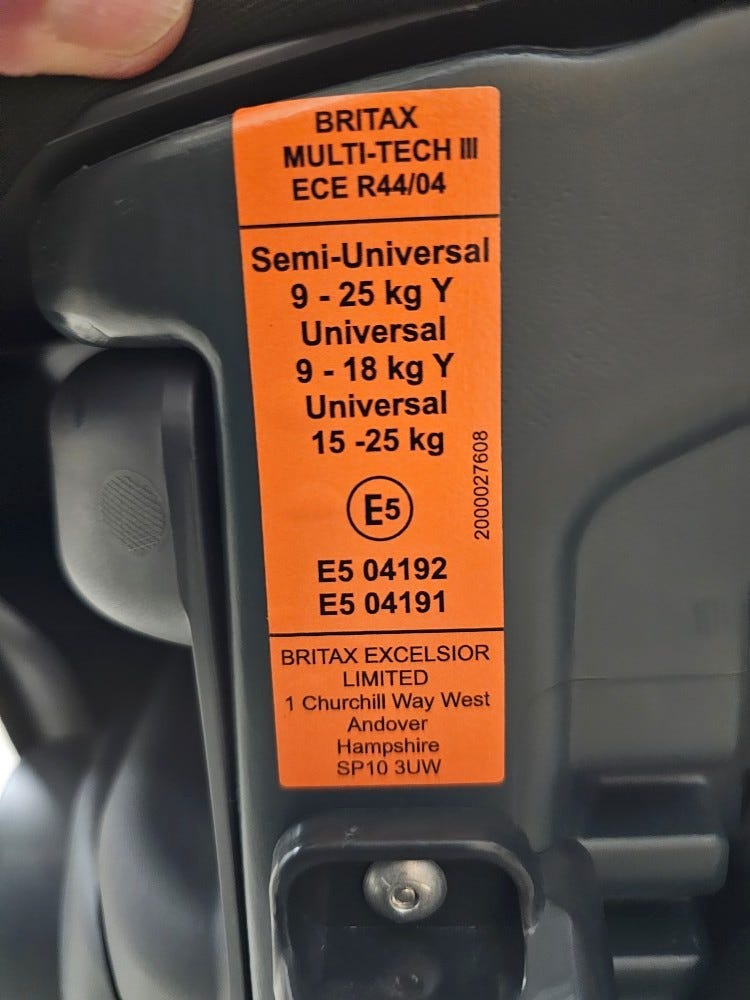 BRITAX
MULTI-TECH III
ECE R44/04
Semi-Universal
9 - 25 kg Y
Universal
9 - 18 kg Y
Universal
15 -25 kg
E5
2000027608
E5 04192
E5 04191
BRITAX EXCELSIOR
LIMITED
1 Churchill Way West
Andover
Hampshire
SP10 3UW